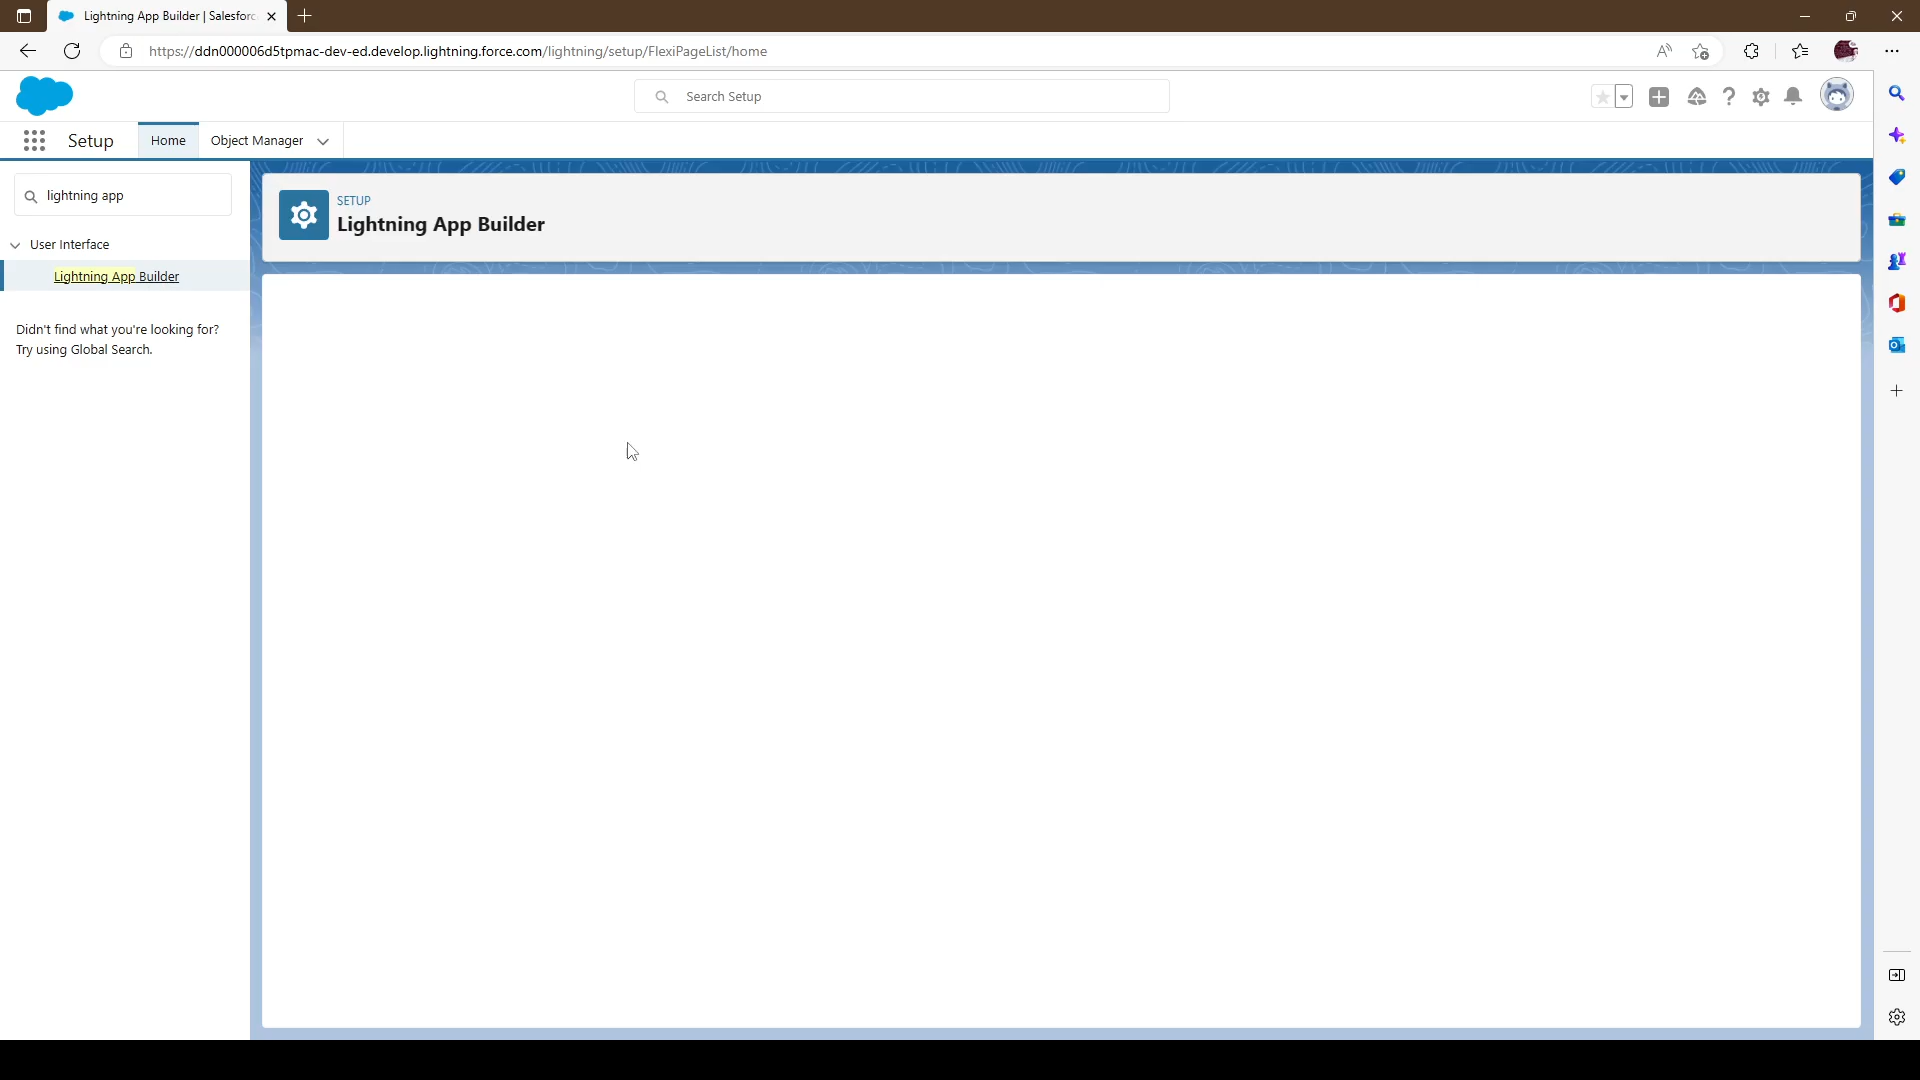 Lightning App Builder | Salesforc
https://ddn000006d5tpmac-dev-ed.develop.lightning.force.com/lightning/setup/FlexiPageList/home
Search Setup
Setup
Home
Object Manager
lightning app
User Interface
Lightning App Builder
Didn't find what you're looking for?
Try using Global Search.
SETUP
Lightning App Builder